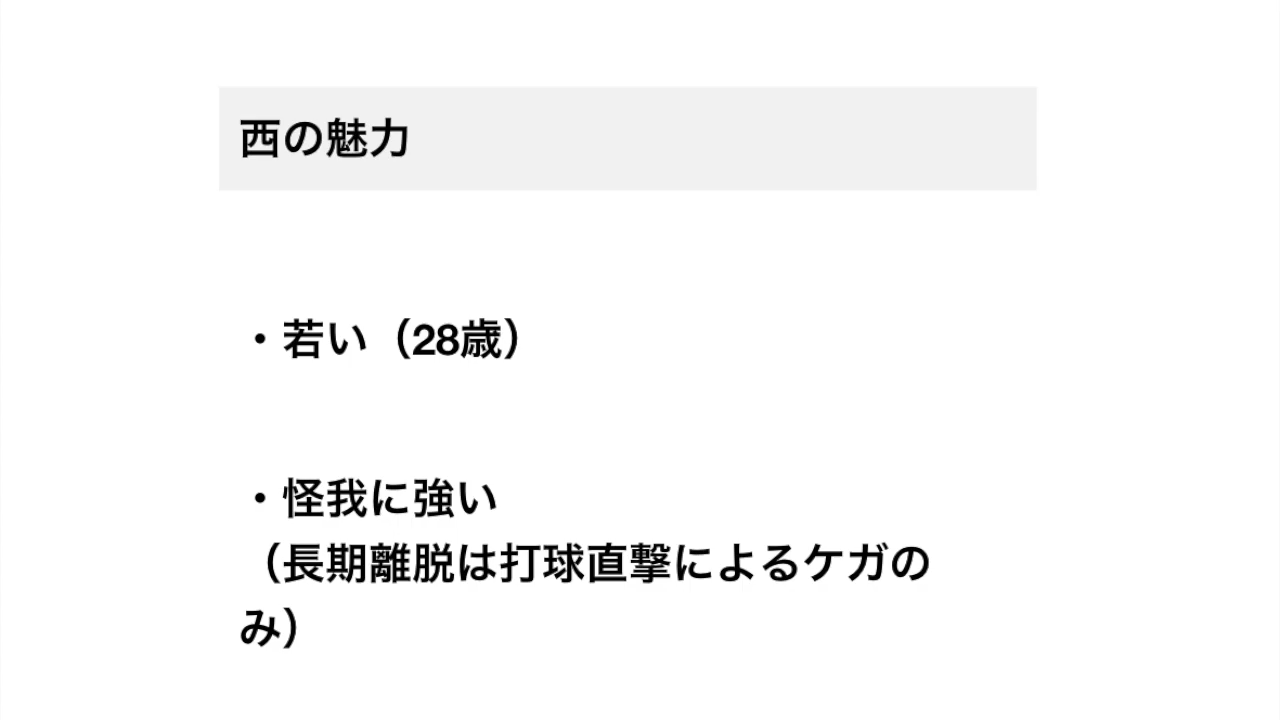 西の魅力
・若い（28歳）
・怪我に強い
（長期離脱は打球直撃によるケガの
み）